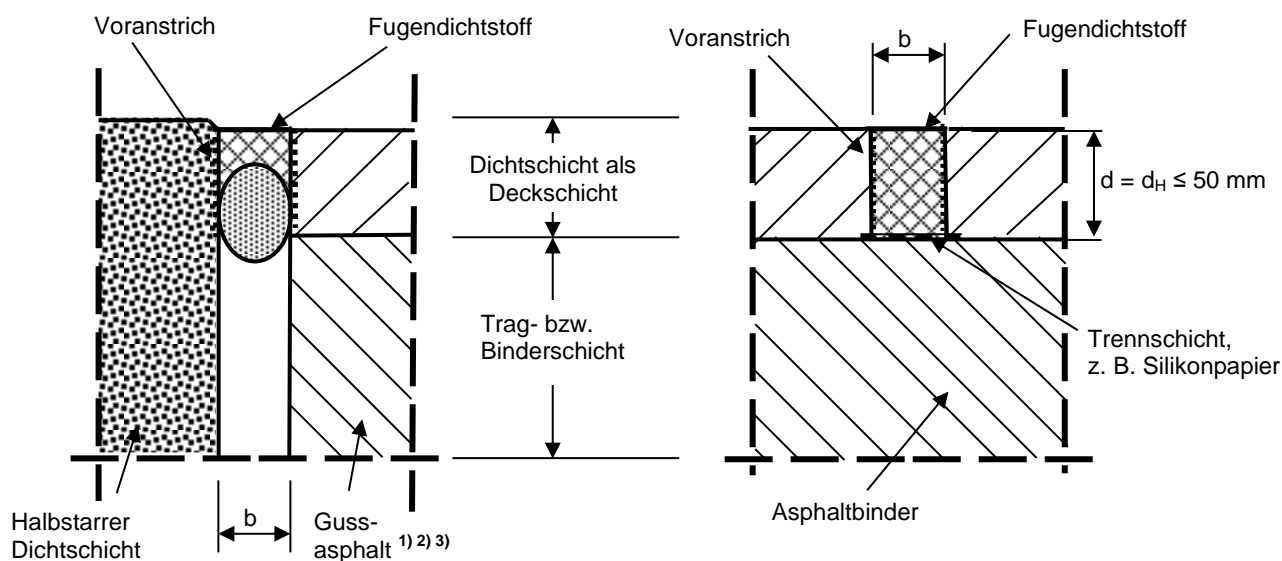 Voranstrich
Fugendichtstoff
Voranstrich
b
Fugendichtstoff
Dichtschicht als
Deckschicht
d = dH ≤ 50 mm
Trag- bzw.
Binderschicht
Trennschicht,
z. B. Silikonpapier
Halbstarrer
Dichtschicht
b
Guss-
asphalt 1) 2) 3)
Asphaltbinder